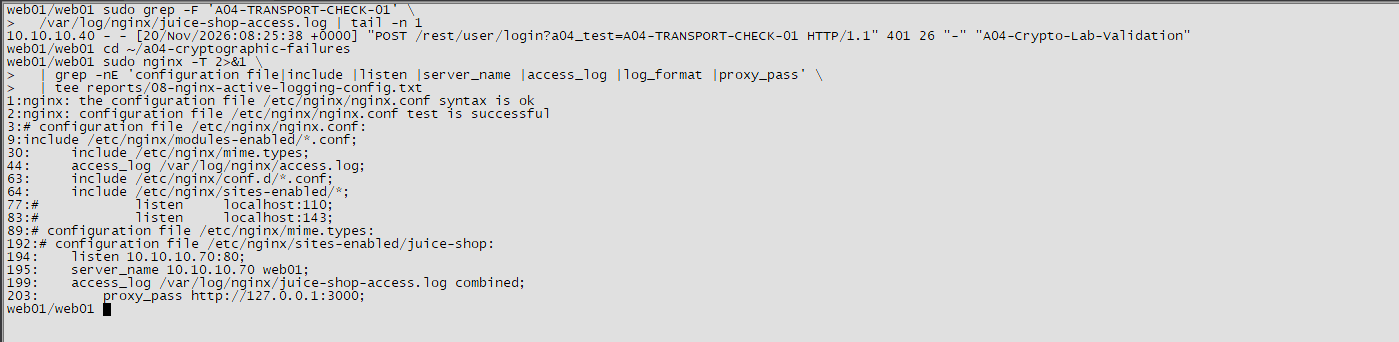 web01/web01 sudo grep -F 'A04-TRANSPORT-CHECK-01' \
>   /var/log/nginx/juice-shop-access.log | tail -n 1
10.10.10.40 - - [20/Nov/2026:08:25:38 +0000] "POST /rest/user/login?a04_test=A04-TRANSPORT-CHECK-01 HTTP/1.1" 401 26 "-" "A04-Crypto-Lab-Validation"
web01/web01 cd ~/a04-cryptographic-failures
web01/web01 sudo nginx -T 2>&1 \
>   | grep -nE 'configuration file|include |listen |server_name |access_log |log_format |proxy_pass' \
>   | tee reports/08-nginx-active-logging-config.txt
1:nginx: the configuration file /etc/nginx/nginx.conf syntax is ok
2:nginx: configuration file /etc/nginx/nginx.conf test is successful
3:# configuration file /etc/nginx/nginx.conf:
9:include /etc/nginx/modules-enabled/*.conf;
30:     include /etc/nginx/mime.types;
44:     access_log /var/log/nginx/access.log;
63:     include /etc/nginx/conf.d/*.conf;
64:     include /etc/nginx/sites-enabled/*;
77:#            listen     localhost:110;
83:#            listen     localhost:143;
89:# configuration file /etc/nginx/mime.types:
192:# configuration file /etc/nginx/sites-enabled/juice-shop:
194:    listen 10.10.10.70:80;
195:    server_name 10.10.10.70 web01;
199:    access_log /var/log/nginx/juice-shop-access.log combined;
203:        proxy_pass http://127.0.0.1:3000;
web01/web01